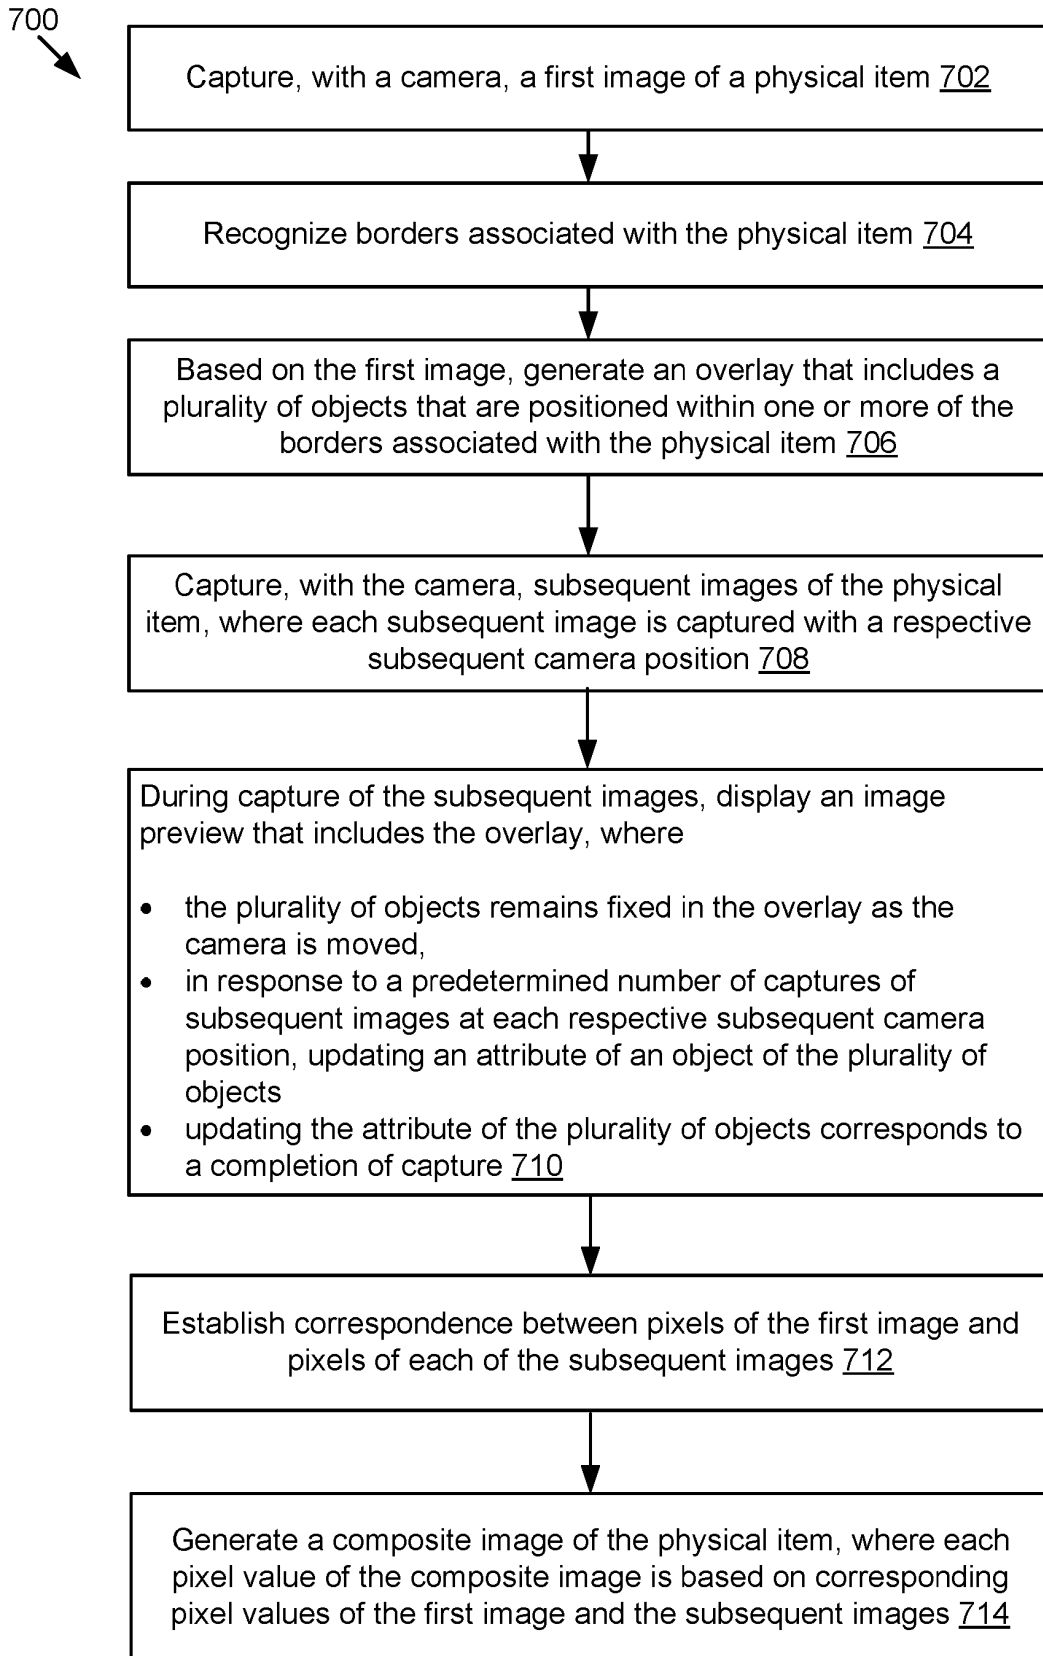 700
Capture, with a camera, a first image of a physical item 702
Recognize borders associated with the physical item 704
Based on the first image, generate an overlay that includes a
plurality of objects that are positioned within one or more of the
borders associated with the physical item 706
Capture, with the camera, subsequent images of the physical
item, where each subsequent image is captured with a respective
subsequent camera position 708
During capture of the subsequent images, display an image
preview that includes the overlay, where
• the plurality of objects remains fixed in the overlay as the
camera is moved,
• in response to a predetermined number of captures of
subsequent images at each respective subsequent camera
position, updating an attribute of an object of the plurality of
objects
• updating the attribute of the plurality of objects corresponds to
a completion of capture 710
Establish correspondence between pixels of the first image and
pixels of each of the subsequent images 712
Generate a composite image of the physical item, where each
pixel value of the composite image is based on corresponding
pixel values of the first image and the subsequent images 714